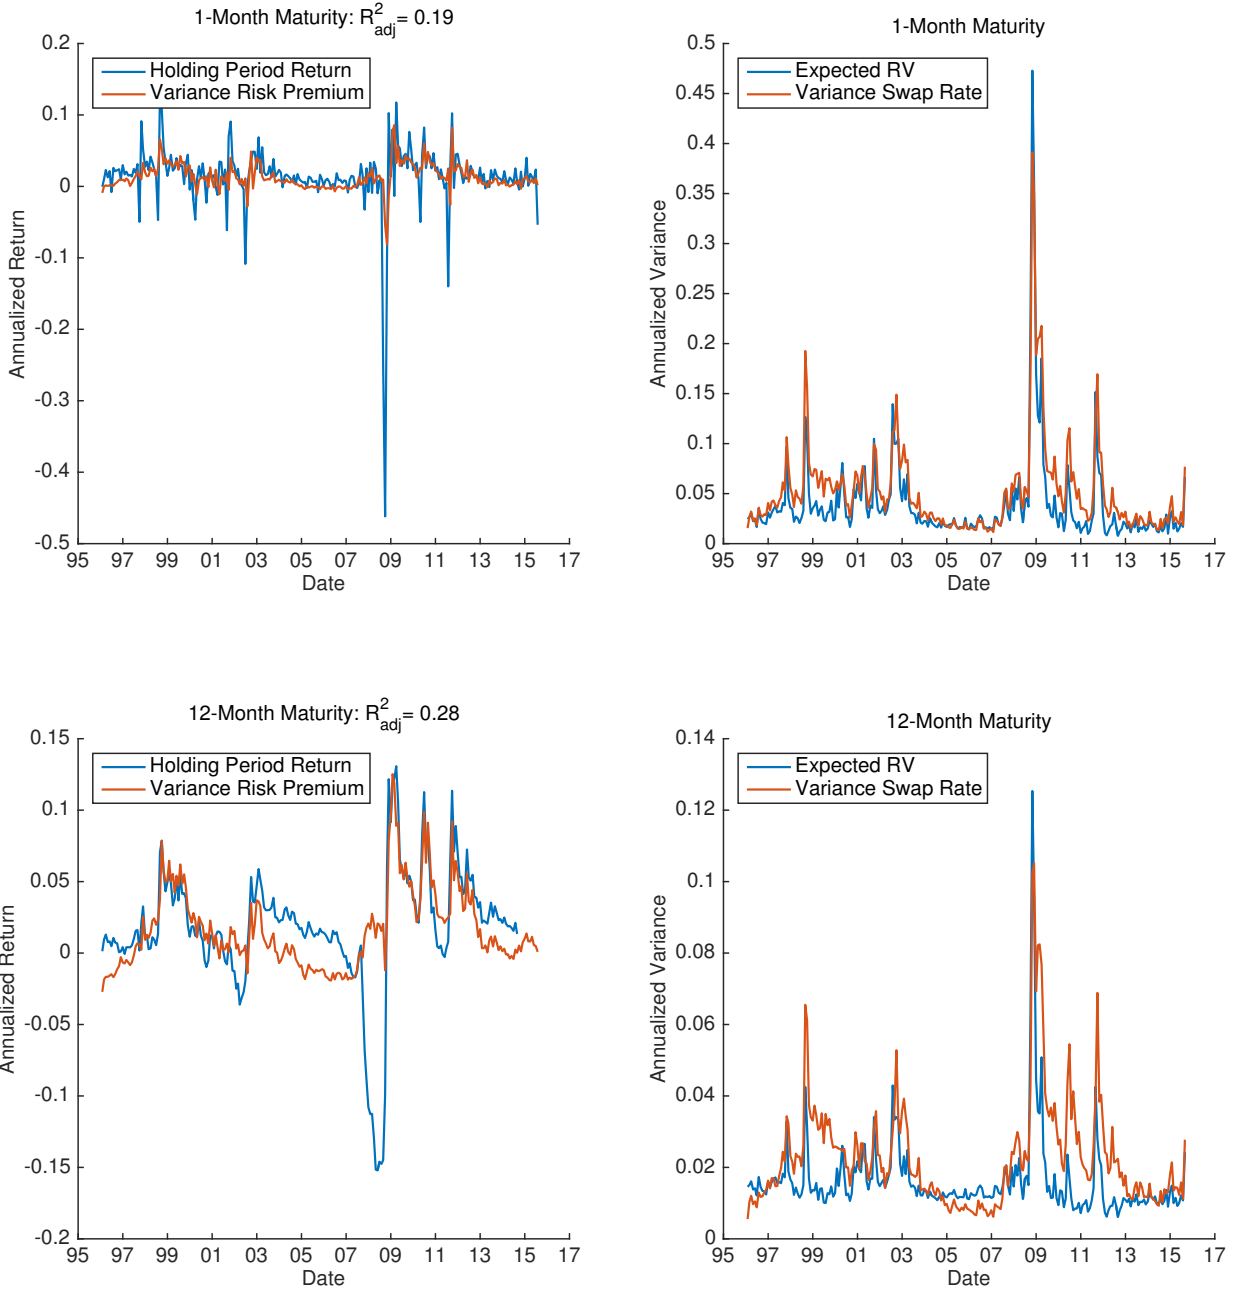 1-Month Maturity: R²adj= 0.19
Holding Period Return
Variance Risk Premium
Annualized Return
0.2
0.1
0
-0.1
-0.2
-0.3
-0.4
-0.5
95 97 99 01 03 05 07 09 11 13 15 17
Date
1-Month Maturity
Expected RV
Variance Swap Rate
Annualized Variance
0.5
0.45
0.4
0.35
0.3
0.25
0.2
0.15
0.1
0.05
0
95 97 99 01 03 05 07 09 11 13 15 17
Date
12-Month Maturity: R²adj= 0.28
Holding Period Return
Variance Risk Premium
Annualized Return
0.15
0.1
0.05
0
-0.05
-0.1
-0.15
-0.2
95 97 99 01 03 05 07 09 11 13 15 17
Date
12-Month Maturity
Expected RV
Variance Swap Rate
Annualized Variance
0.14
0.12
0.1
0.08
0.06
0.04
0.02
0
95 97 99 01 03 05 07 09 11 13 15 17
Date